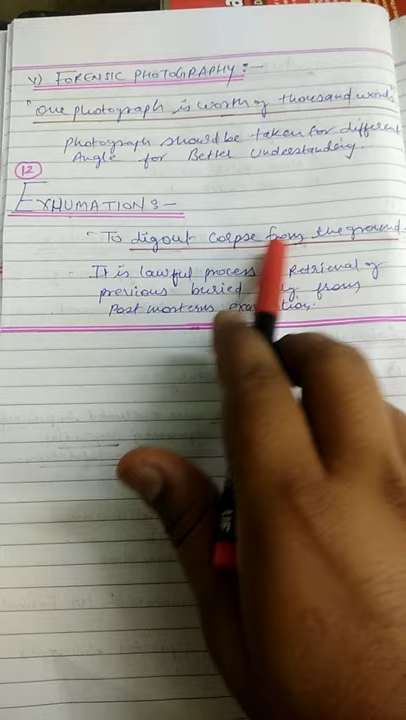 V) FORENSIC PHOTOGRAPHY :-
"One photograph is worth of thousand words
Photograph should be taken for different
Angle for Better Understanding.
12
EXHUMATION :-
- To digout corpse from the ground.
- It is lawful process Retrieval of
previous buried from
Post mortem